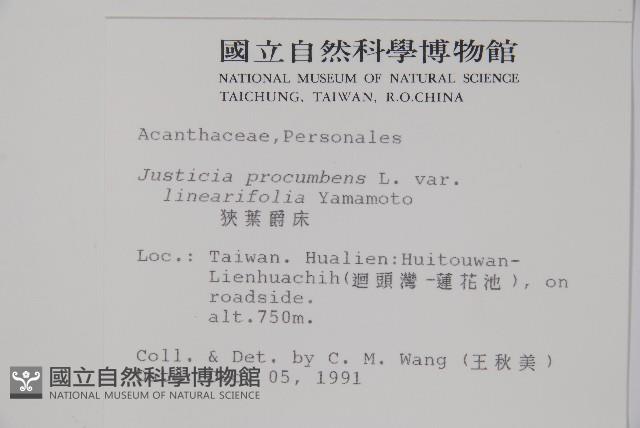 國立自然科學博物館
NATIONAL MUSEUM OF NATURAL SCIENCE
TAICHUNG, TAIWAN, R.O.CHINA
Acanthaceae,Personales
Justicia procumbens L. var.
linearifolia Yamamoto
狹葉爵床
Loc.: Taiwan. Hualien:Huitouwan-
Lienhuachih(迴頭灣-蓮花池), on
roadside.
alt.750m.
Coll. & Det. by C. M. Wang (王秋美)
05, 1991
國立自然科學博物館
NATIONAL MUSEUM OF NATURAL SCIENCE